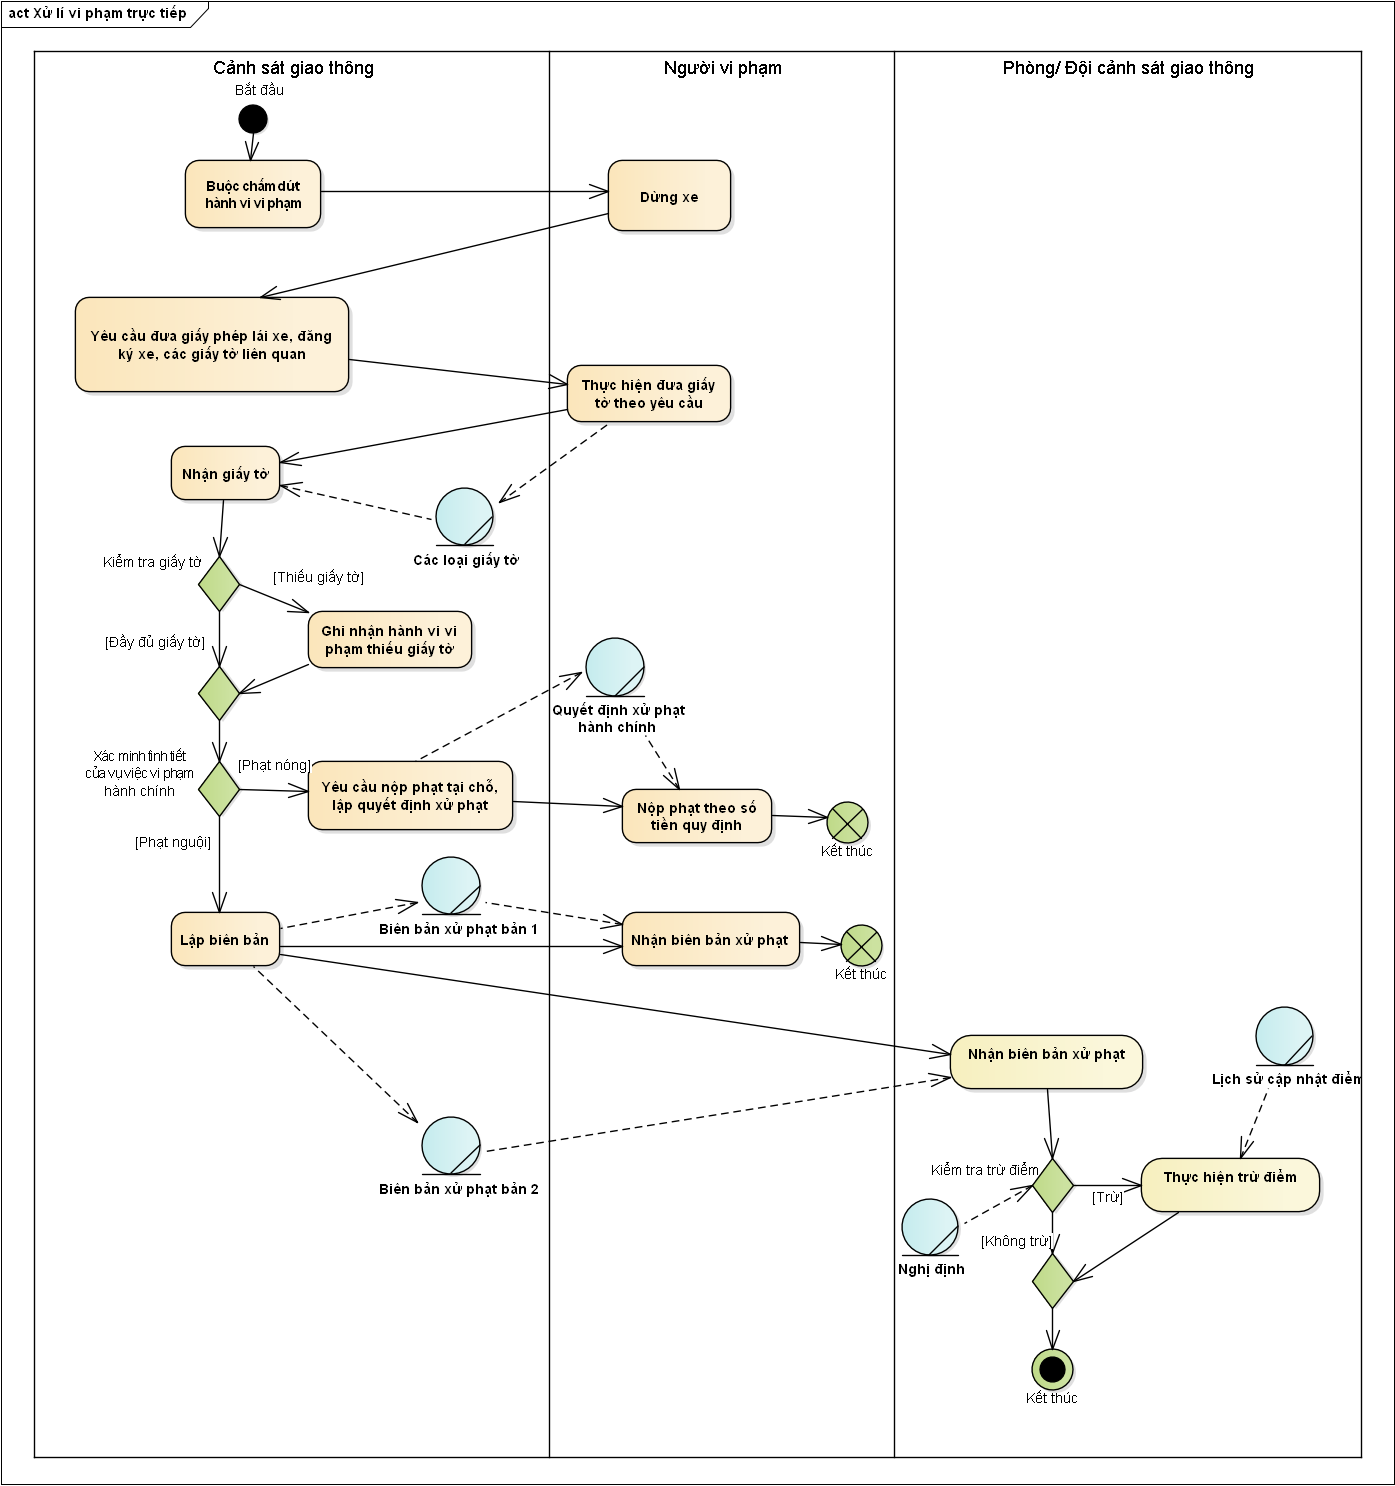 act Xử lí vi phạm trực tiếp
Cảnh sát giao thông
Người vi phạm
Phòng/ Đội cảnh sát giao thông
Bắt đầu
Buộc chấm dứt
hành vi vi phạm
Dừng xe
Yêu cầu đưa giấy phép lái xe, đăng
ký xe, các giấy tờ liên quan
Thực hiện đưa giấy
tờ theo yêu cầu
Nhận giấy tờ
Các loại giấy tờ
Kiểm tra giấy tờ
[Thiếu giấy tờ]
Ghi nhận hành vi vi
phạm thiếu giấy tờ
[Đầy đủ giấy tờ]
Quyết định xử phạt
hành chính
Xác minh tình tiết
của vụ việc vi phạm
hành chính
[Phạt nóng]
Yêu cầu nộp phạt tại chỗ,
lập quyết định xử phạt
Nộp phạt theo số
tiền quy định
Kết thúc
[Phạt nguội]
Lập biên bản
Biên bản xử phạt bản 1
Nhận biên bản xử phạt
Kết thúc
Nhận biên bản xử phạt
Lịch sử cập nhật điểm
Biên bản xử phạt bản 2
Kiểm tra trừ điểm
[Trừ]
Thực hiện trừ điểm
[Không trừ]
Nghị định
Kết thúc